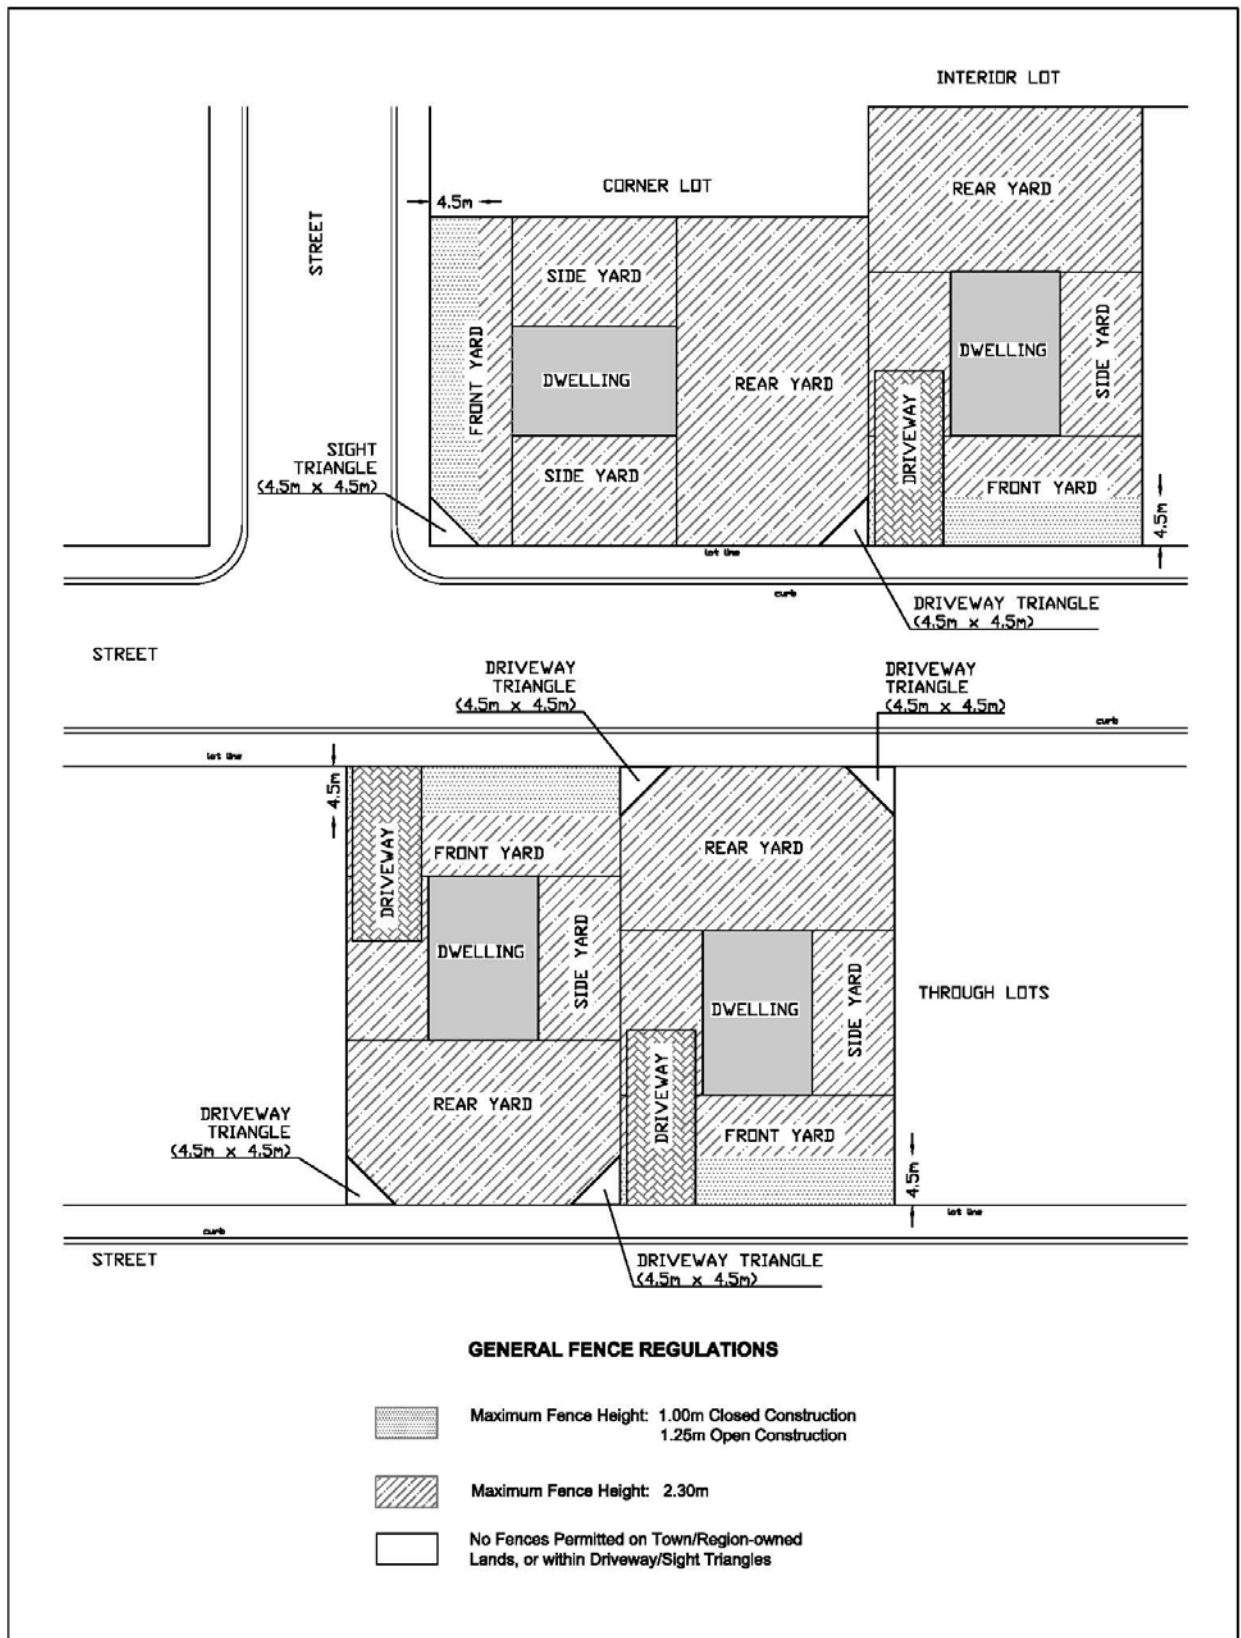 INTERIOR LOT
CORNER LOT
4.5m
REAR YARD
STREET
SIDE YARD
FRONT YARD
DWELLING
REAR YARD
SIDE YARD
DWELLING
SIDE YARD
DRIVEWAY
FRONT YARD
4.5m
SIGHT
TRIANGLE
(4.5m x 4.5m)
lot line
curb
DRIVEWAY TRIANGLE
(4.5m x 4.5m)
STREET
DRIVEWAY
TRIANGLE
(4.5m x 4.5m)
DRIVEWAY
TRIANGLE
(4.5m x 4.5m)
curb
lot line
4.5m
DRIVEWAY
FRONT YARD
REAR YARD
DWELLING
SIDE YARD
DWELLING
SIDE YARD
THROUGH LOTS
DRIVEWAY
REAR YARD
FRONT YARD
4.5m
DRIVEWAY
TRIANGLE
(4.5m x 4.5m)
lot line
curb
STREET
DRIVEWAY TRIANGLE
(4.5m x 4.5m)
GENERAL FENCE REGULATIONS
Maximum Fence Height: 1.00m Closed Construction
1.25m Open Construction
Maximum Fence Height: 2.30m
No Fences Permitted on Town/Region-owned
Lands, or within Driveway/Sight Triangles